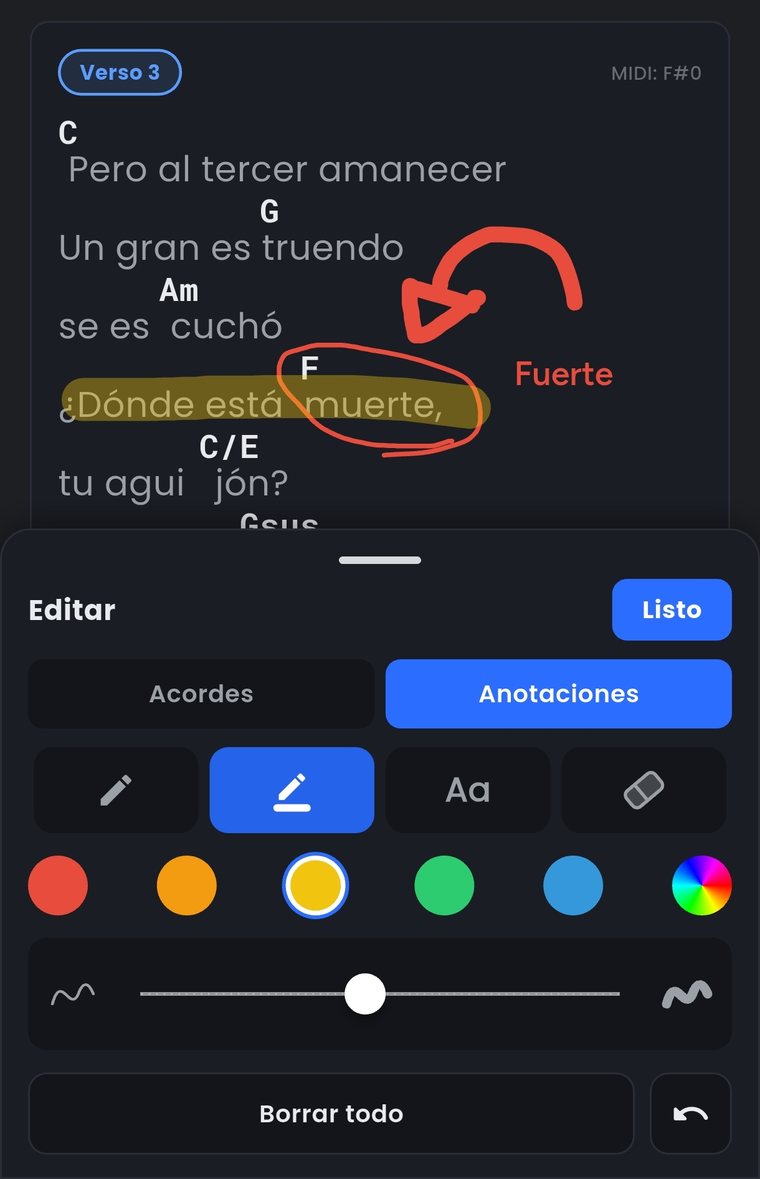 Verso 3 MIDI: F#0
C
Pero al tercer amanecer
G
Un gran es truendo
Am
se es cuchó
F
Fuerte
¿Dónde está muerte,
C/E
tu agui jón?
Gsus
Editar Listo
Acordes Anotaciones
Aa
Borrar todo